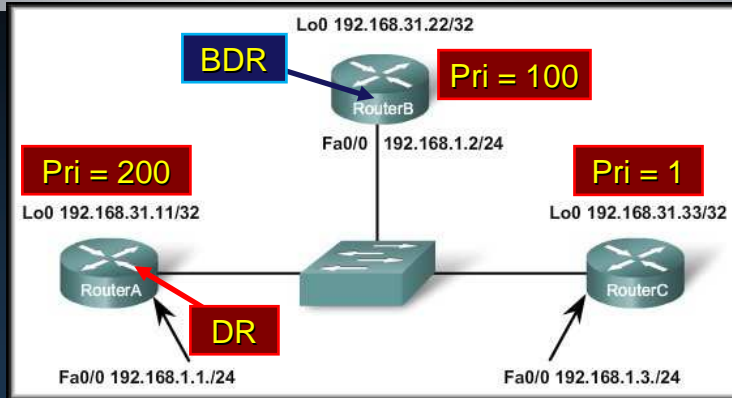 Lo0 192.168.31.22/32
BDR
Pri = 100
RouterB
Fa0/0 192.168.1.2/24
Pri = 200
Pri = 1
Lo0 192.168.31.11/32
Lo0 192.168.31.33/32
RouterA
RouterC
DR
Fa0/0 192.168.1.1./24
Fa0/0 192.168.1.3./24